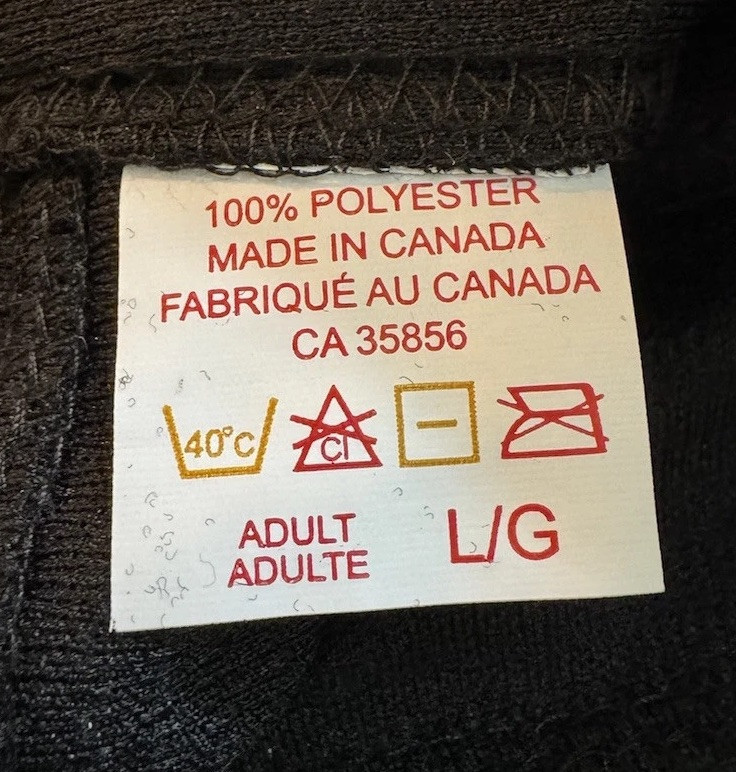 100% POLYESTER
MADE IN CANADA
FABRIQUÉ AU CANADA
CA 35856
40°C Cl
ADULT L/G
ADULTE